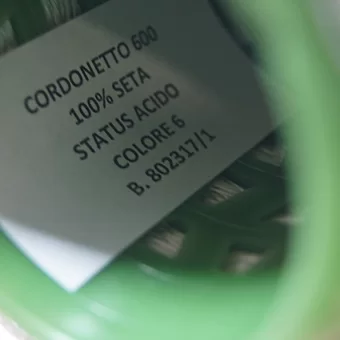 CORDONETTO 600
100% SETA
STATUS ACIDO
COLORE 6
B. 802317/1